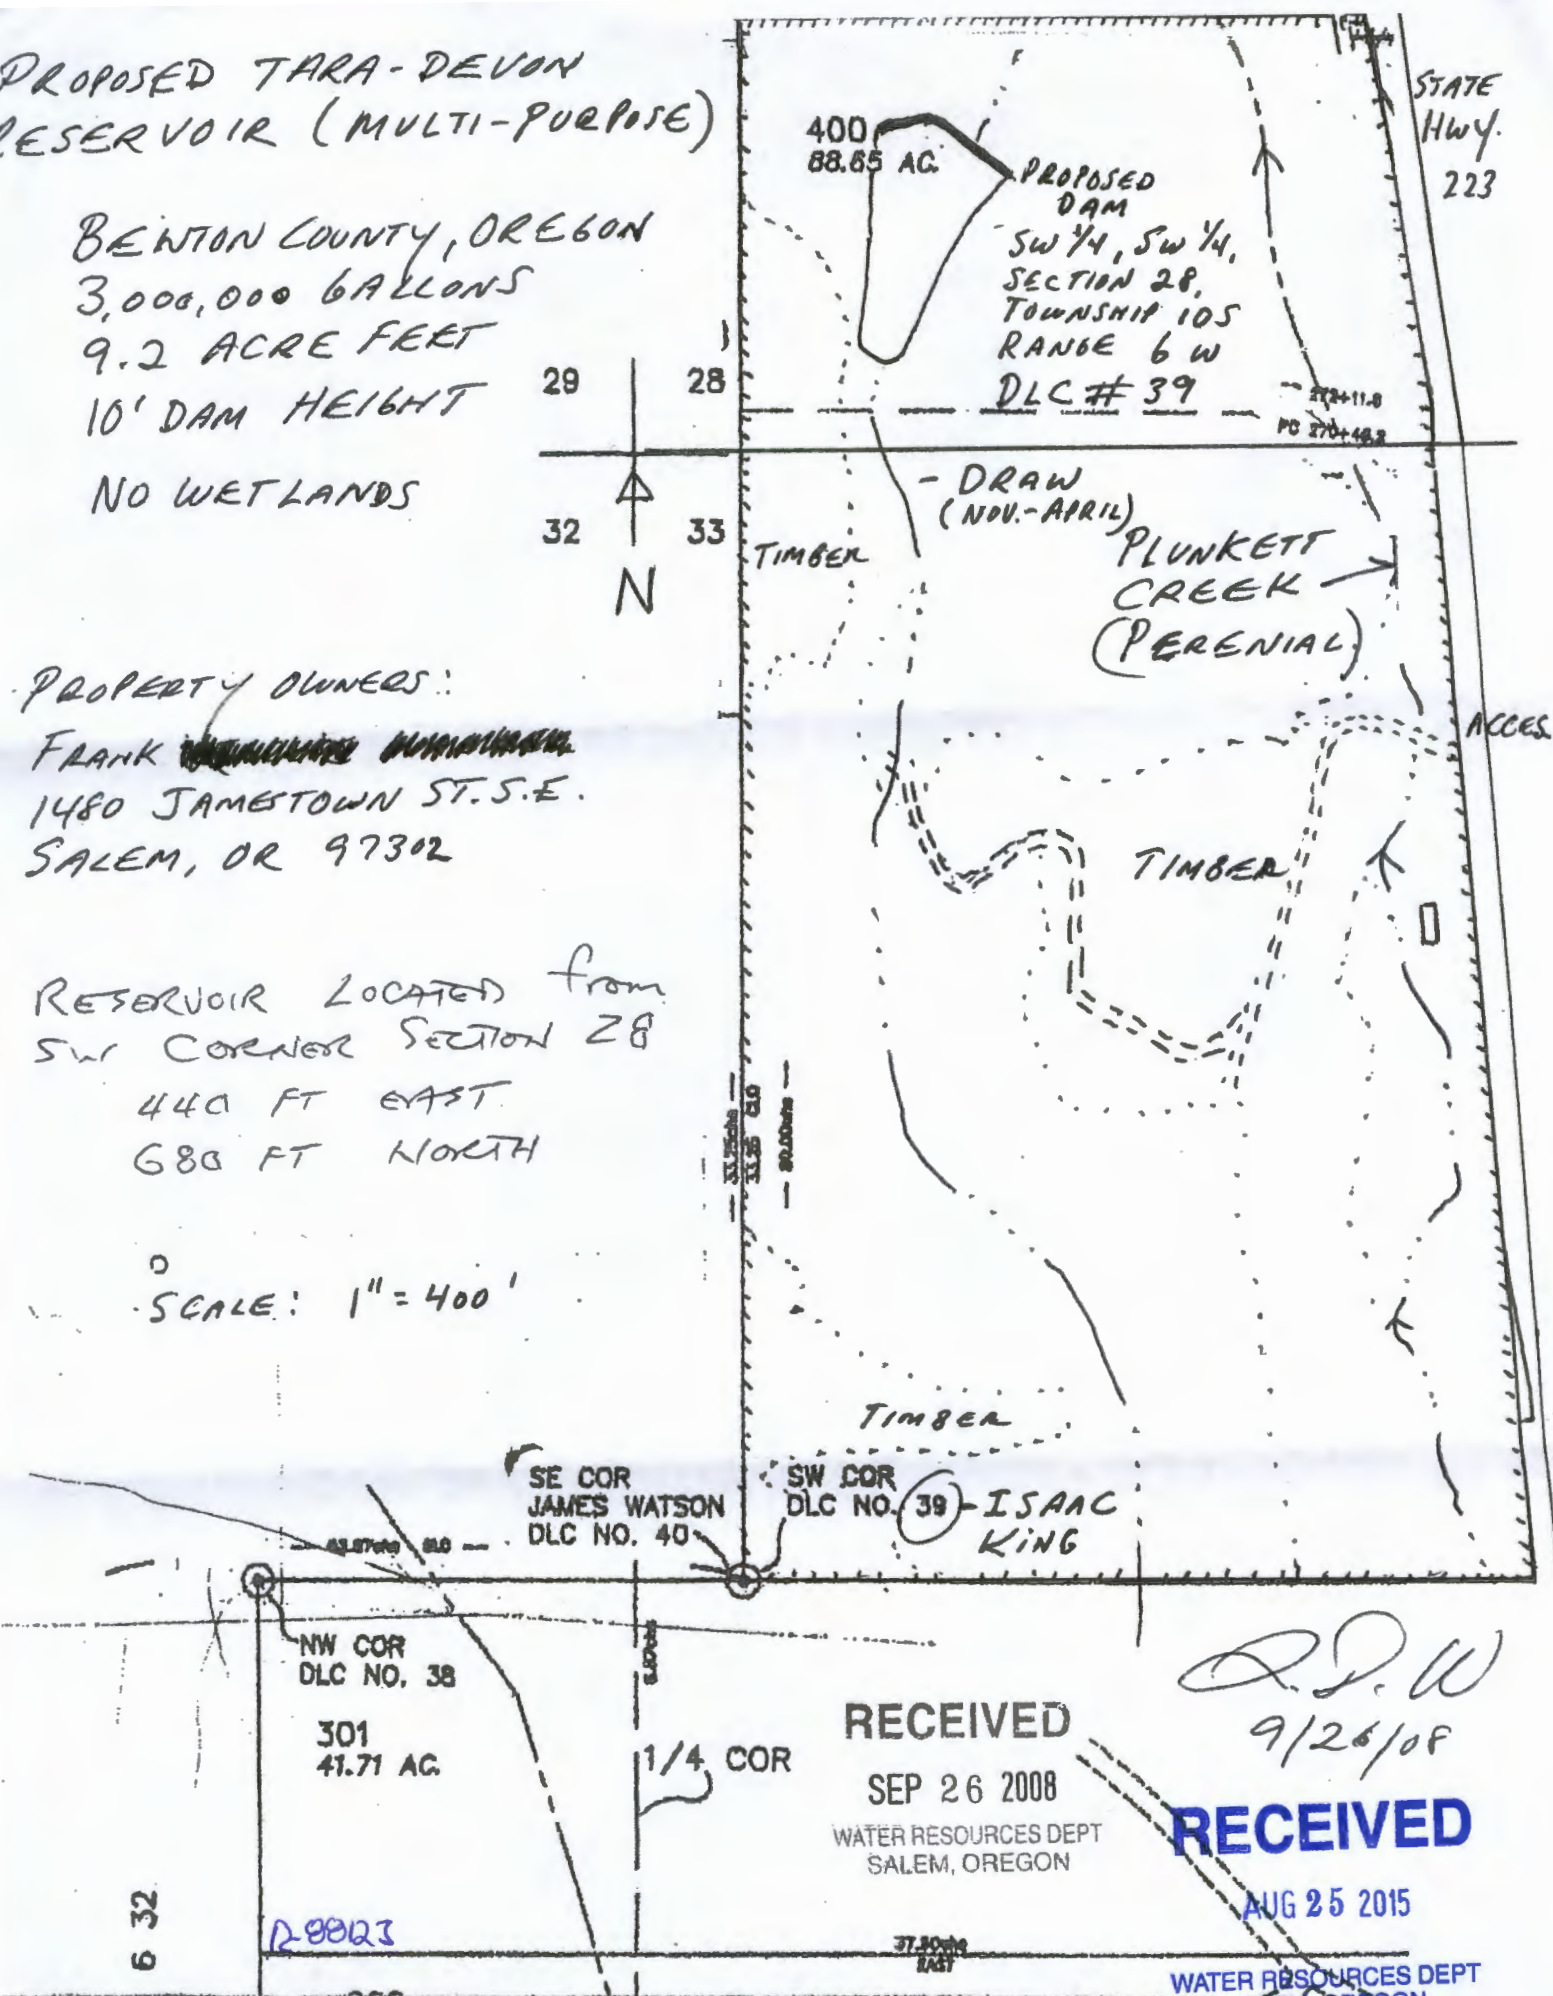 PROPOSED TARA-DEVON
RESERVOIR (MULTI-PURPOSE)
BENTON COUNTY, OREGON
3,000,000 GALLONS
9.2 ACRE FEET
10' DAM HEIGHT
NO WETLANDS
29
28
32
33
N
PROPERTY OWNERS:
FRANK
1480 JAMESTOWN ST. S.E.
SALEM, OR 97302
RESERVOIR LOCATED from
SW CORNER SECTION 28
440 FT EAST
680 FT NORTH
SCALE: 1" = 400'
STATE
HWY.
223
400
88.65 AC.
PROPOSED
DAM
SW 1/4, SW 1/4,
SECTION 28,
TOWNSHIP 10S
RANGE 6 W
DLC # 39
- DRAW
(NOV.-APRIL)
TIMBER
PLUNKETT
CREEK
(PERENIAL)
ACCES
TIMBER
TIMBER
SE COR
JAMES WATSON
DLC NO. 40
SW COR
DLC NO. 39 - ISAAC
KING
NW COR
DLC NO. 38
301
41.71 AC.
1/4 COR
R.D.W
9/26/08
RECEIVED
SEP 26 2008
WATER RESOURCES DEPT
SALEM, OREGON
RECEIVED
AUG 25 2015
WATER RESOURCES DEPT
6 32
EAST